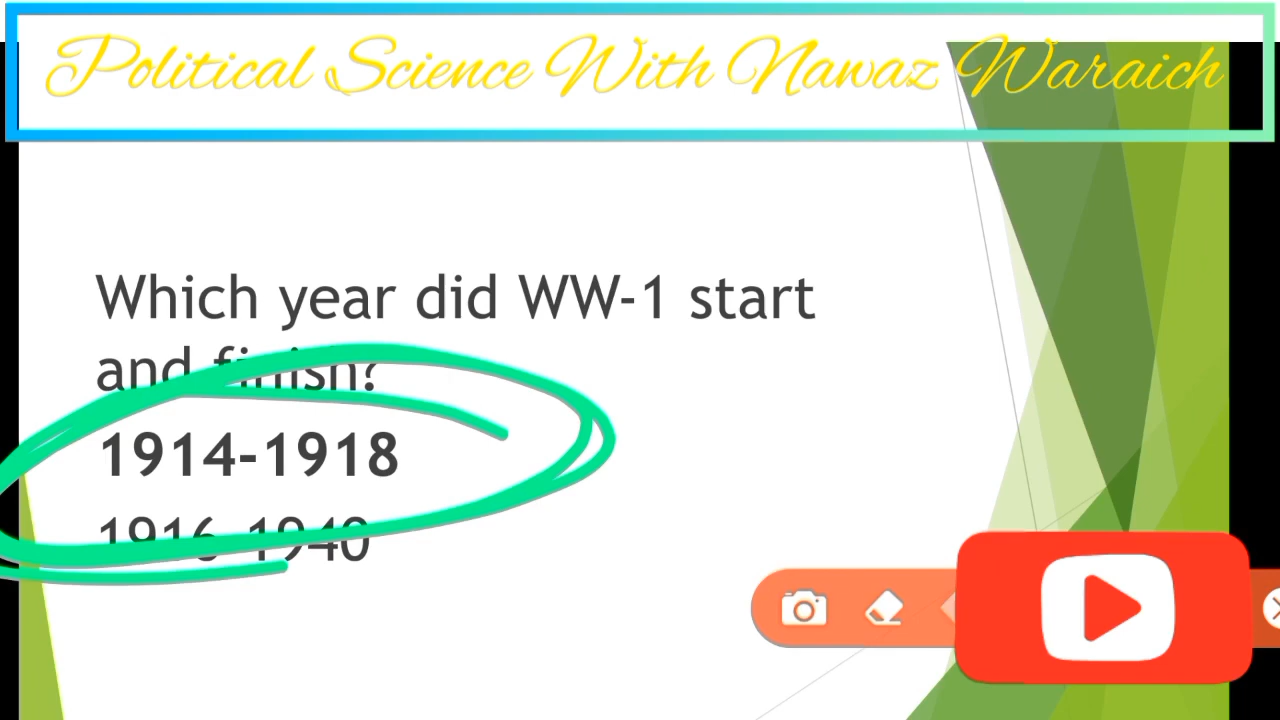 Political Science With Nawaz Waraich
Which year did WW-1 start
and finish?
1914-1918
1916-1940